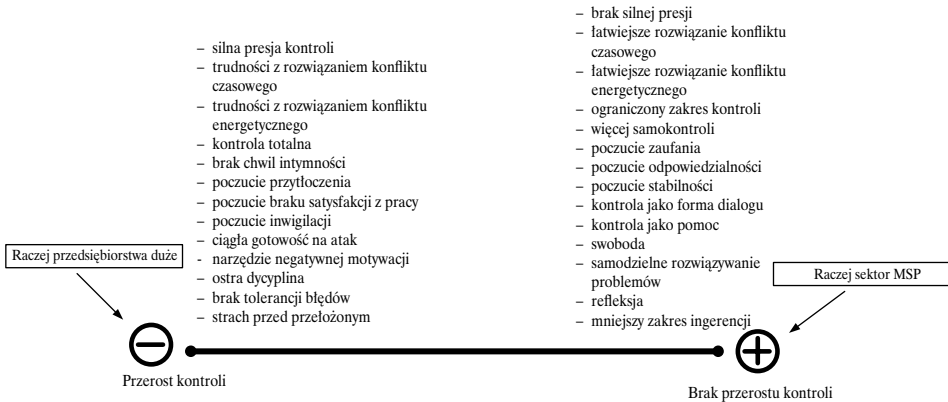 – silna presja kontroli
– trudności z rozwiązaniem konfliktu
czasowego
– trudności z rozwiązaniem konfliktu
energetycznego
– kontrola totalna
– brak chwil intymności
– poczucie przytłoczenia
– poczucie braku satysfakcji z pracy
– poczucie inwigilacji
– ciągła gotowość na atak
- narzędzie negatywnej motywacji
– ostra dycyplina
– brak tolerancji błędów
– strach przed przełożonym
Raczej przedsiębiorstwa duże
Przerost kontroli
– brak silnej presji
– łatwiejsze rozwiązanie konfliktu
czasowego
– łatwiejsze rozwiązanie konfliktu
energetycznego
– ograniczony zakres kontroli
– więcej samokontroli
– poczucie zaufania
– poczucie odpowiedzialności
– poczucie stabilności
– kontrola jako forma dialogu
– kontrola jako pomoc
– swoboda
– samodzielne rozwiązywanie
problemów
– refleksja
– mniejszy zakres ingerencji
Raczej sektor MSP
Brak przerostu kontroli